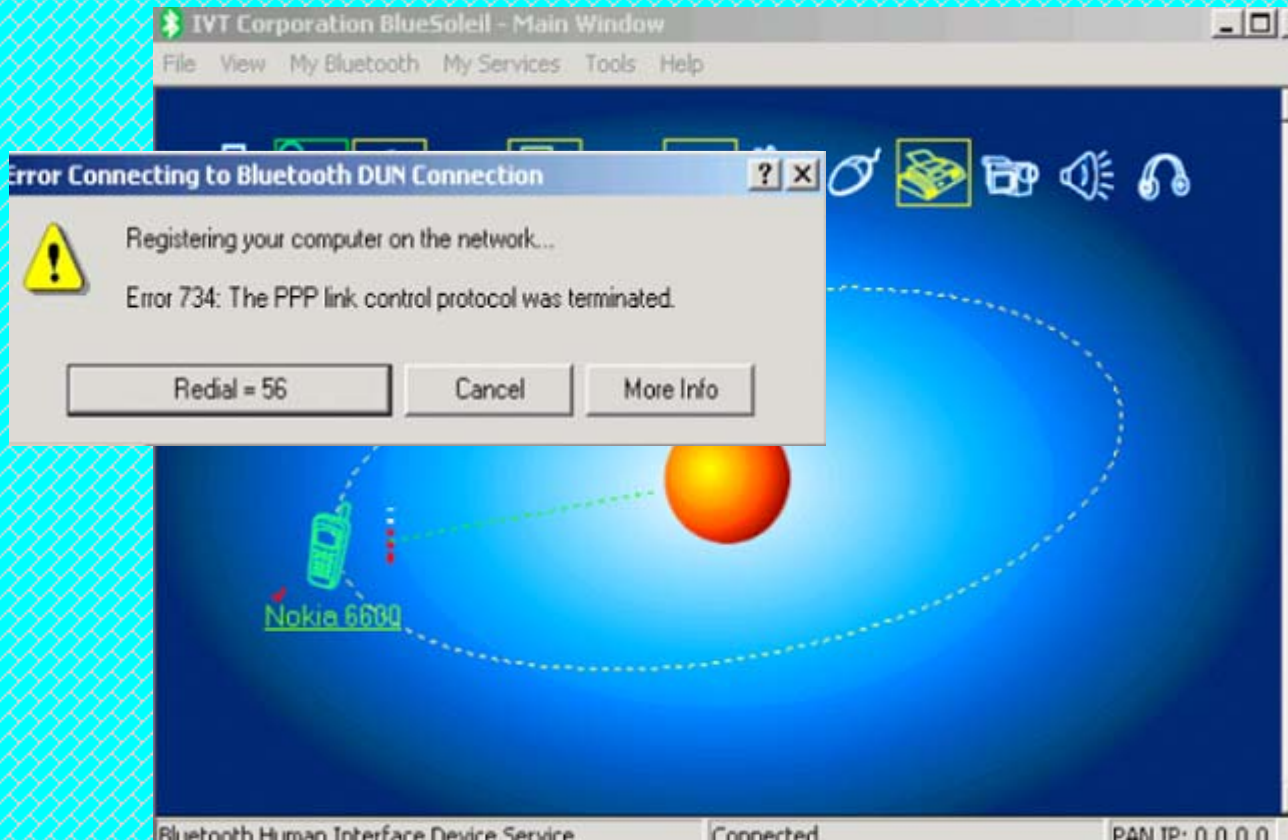 IVT Corporation BlueSoleil - Main Window
File View My Bluetooth My Services Tools Help
Error Connecting to Bluetooth DUN Connection
Registering your computer on the network...
Error 734: The PPP link control protocol was terminated.
Redial = 56 Cancel More Info
Nokia 6600
Bluetooth Human Interface Device Service Connected PAN IP: 0.0.0.0